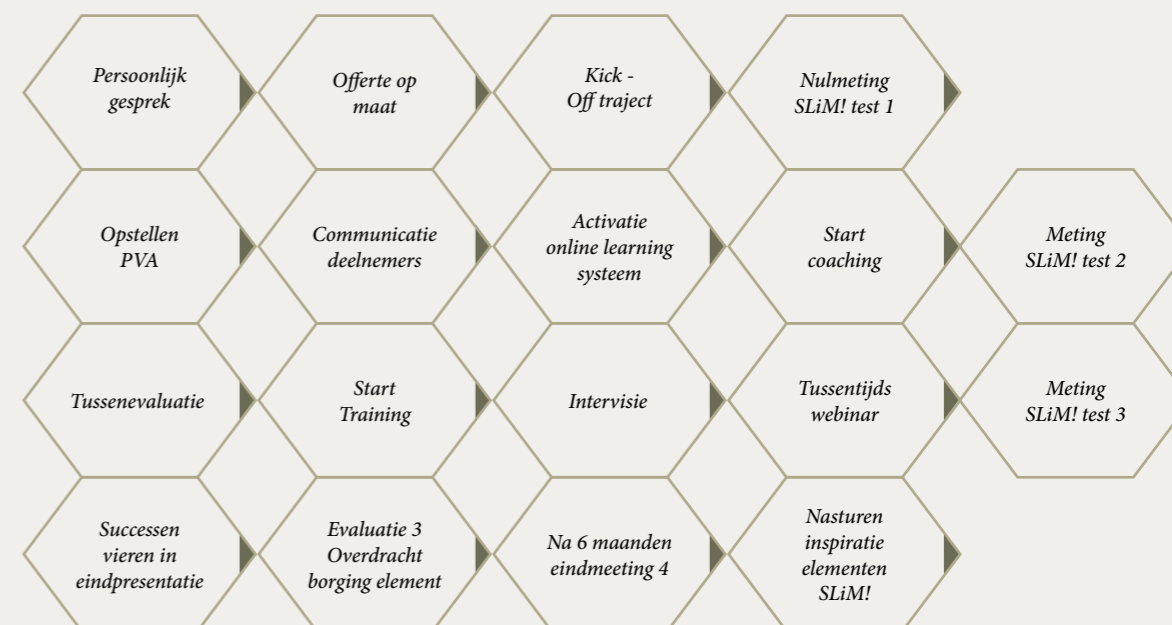 Persoonlijk
gesprek
Offerte op
maat
Kick -
Off traject
Nulmeting
SLiM! test 1
Opstellen
PVA
Communicatie
deelnemers
Activatie
online learning
systeem
Start
coaching
Meting
SLiM! test 2
Tussenevaluatie
Start
Training
Intervisie
Tussentijds
webinar
Meting
SLiM! test 3
Successen
vieren in
eindpresentatie
Evaluatie 3
Overdracht
borging element
Na 6 maanden
eindmeeting 4
Nasturen
inspiratie
elementen
SLiM!